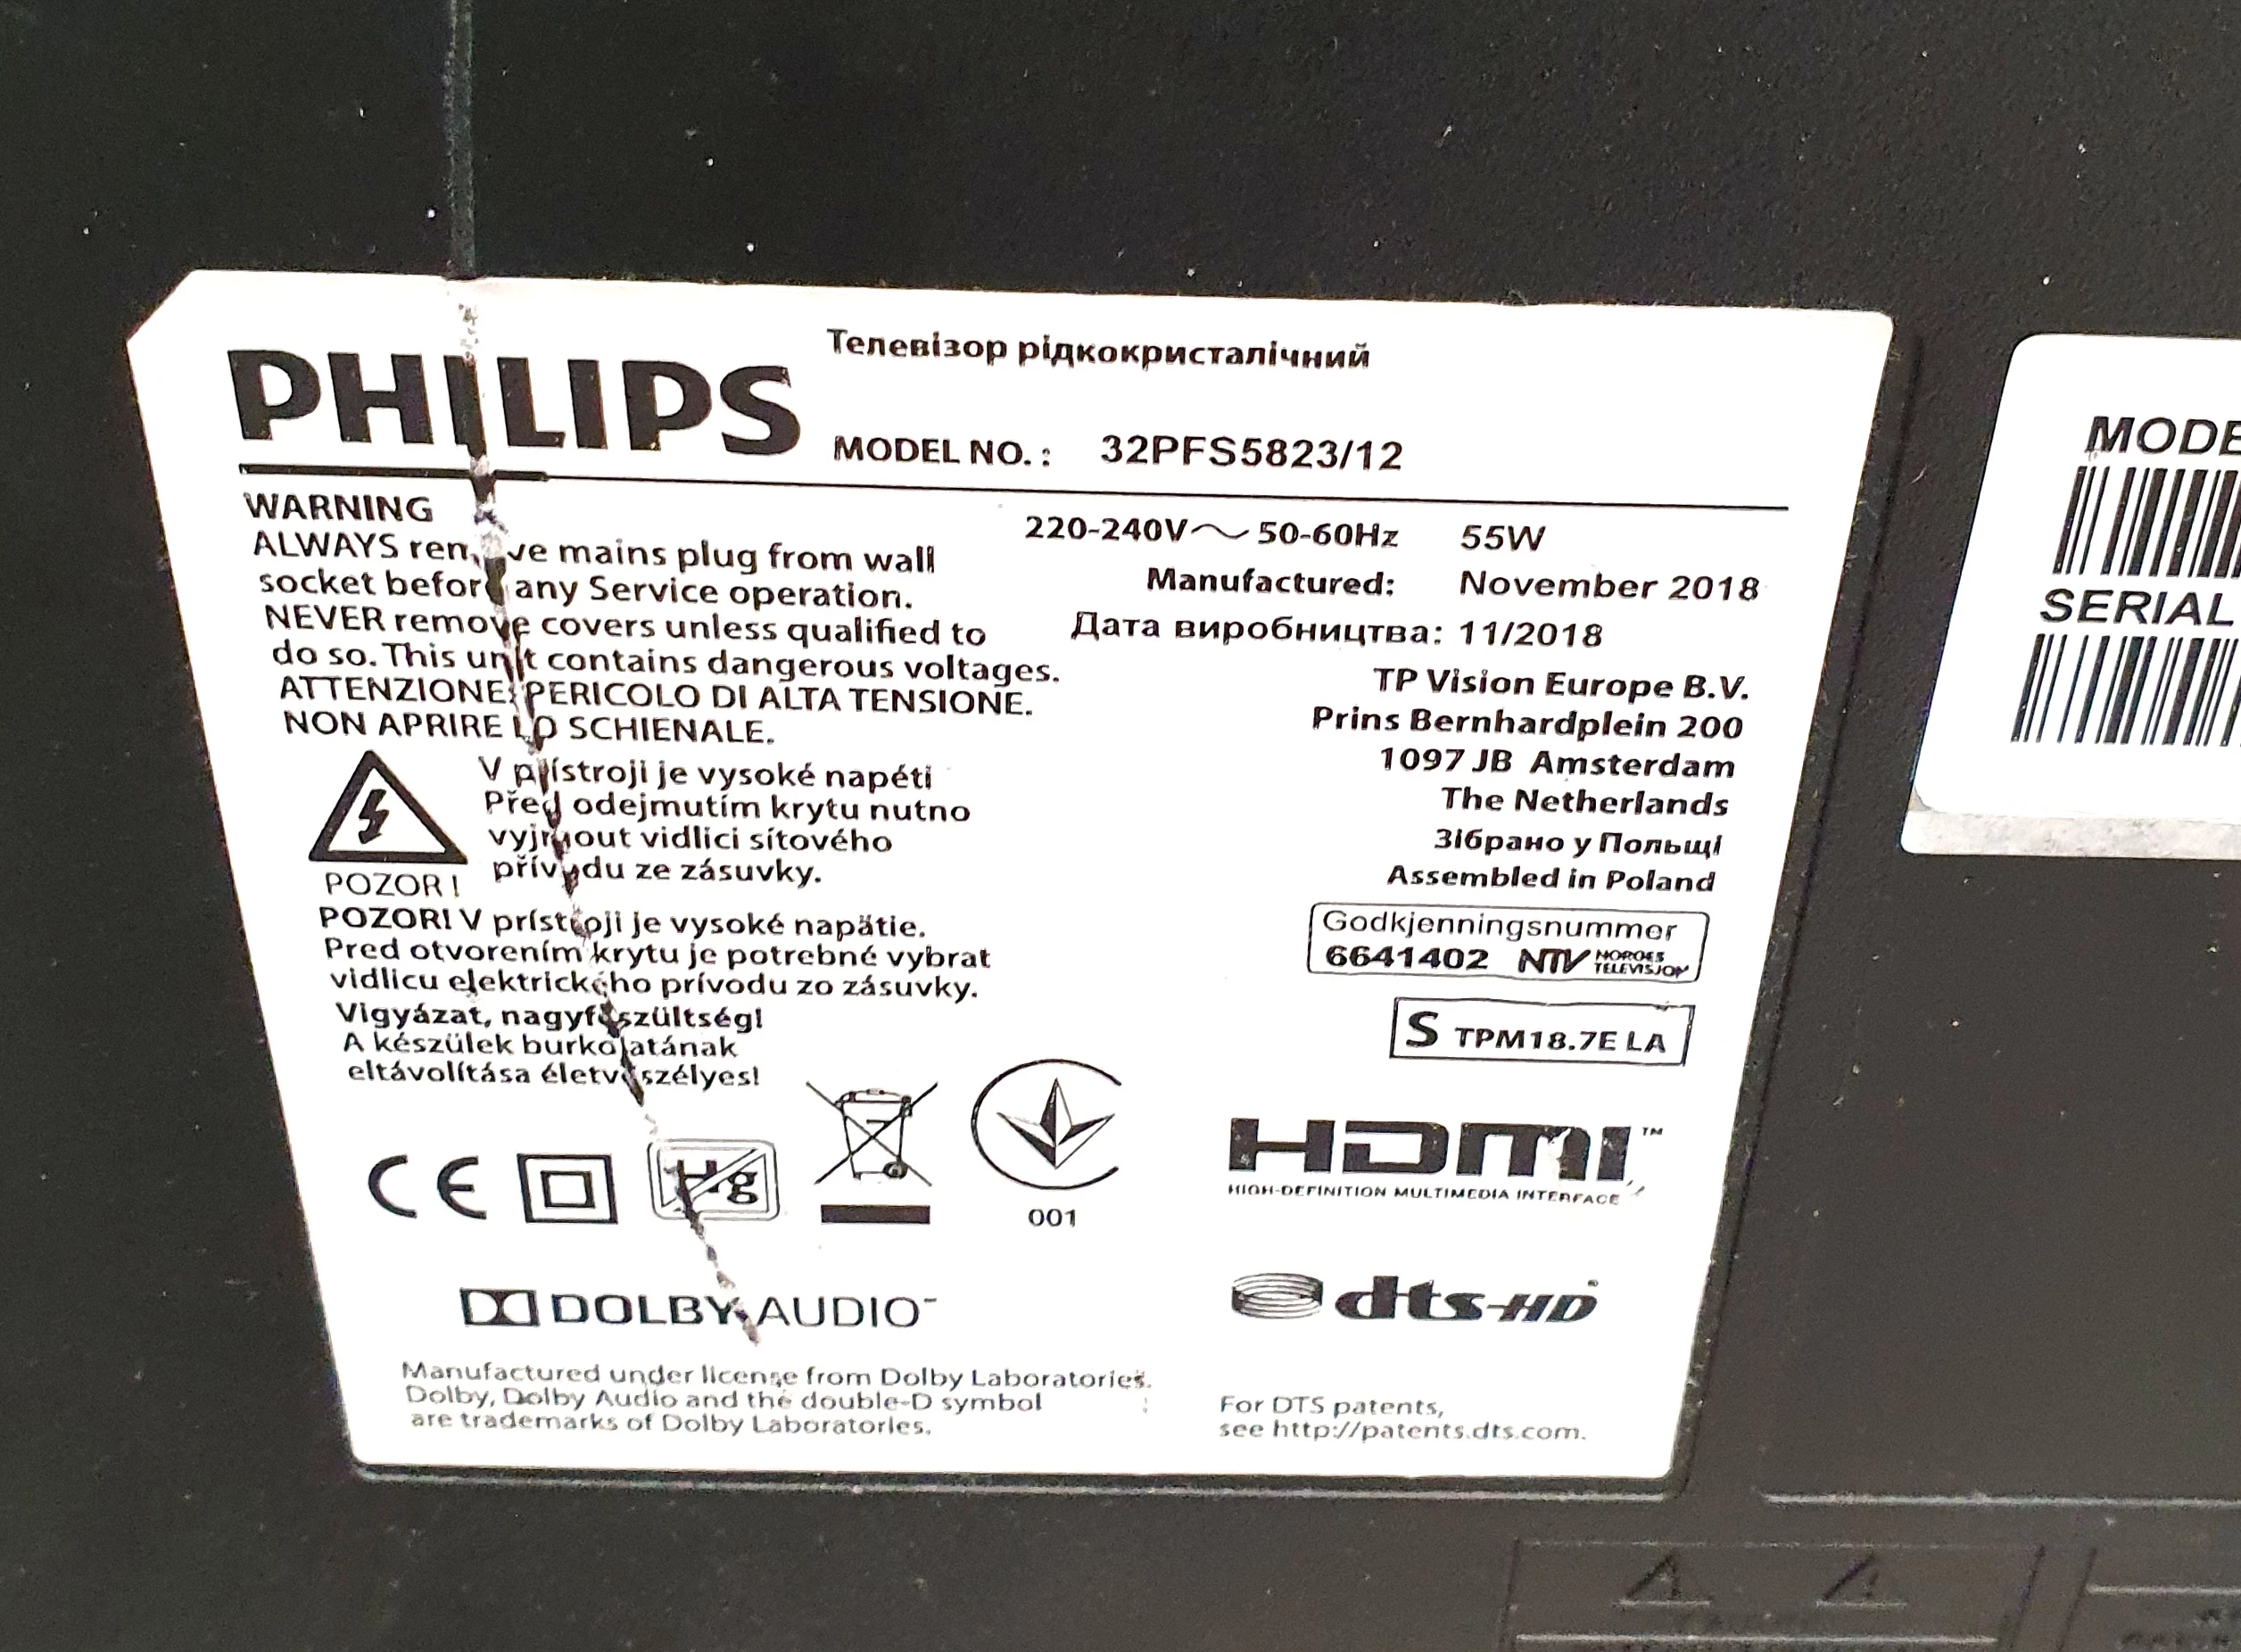 Телевізор рідкокристалічний
PHILIPS
MODEL NO. : 32PFS5823/12
WARNING
ALWAYS remove mains plug from wall
socket before any Service operation.
NEVER remove covers unless qualified to
do so. This unit contains dangerous voltages.
ATTENZIONE: PERICOLO DI ALTA TENSIONE.
NON APRIRE LO SCHIENALE.
V přístroji je vysoké napéti
Před odejmutím krytu nutno
vyjmout vidlici sítového
přívodu ze zásuvky.
POZOR !
POZOR! V prístroji je vysoké napätie.
Pred otvorením krytu je potrebné vybrat
vidlicu elektrického prívodu zo zásuvky.
Vigyázat, nagyfeszültség!
A készülek burkolatának
eltávolítása életveszélyes!
220-240V～ 50-60Hz 55W
Manufactured: November 2018
Дата виробництва: 11/2018
TP Vision Europe B.V.
Prins Bernhardplein 200
1097 JB Amsterdam
The Netherlands
Зібрано у Польщі
Assembled in Poland
Godkjenningsnummer
6641402 NTV NORGES TELEVISJON
S TPM18.7E LA
CE
Hg
001
HDMI™
HIGH-DEFINITION MULTIMEDIA INTERFACE
DOLBY AUDIO™
dts-HD
Manufactured under license from Dolby Laboratories.
Dolby, Dolby Audio and the double-D symbol
are trademarks of Dolby Laboratories.
For DTS patents,
see http://patents.dts.com.
MODE
SERIAL